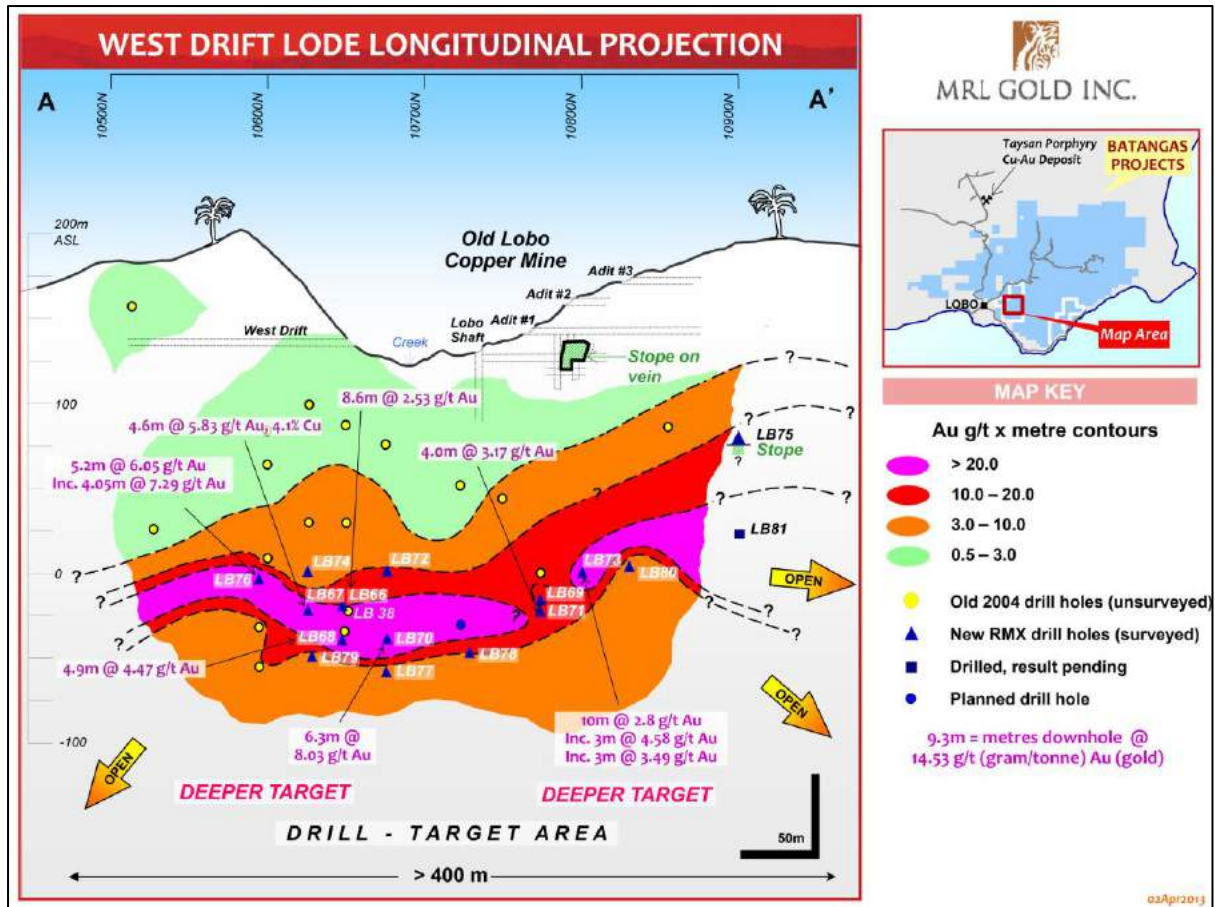 WEST DRIFT LODE LONGITUDINAL PROJECTION
A
10500N
10600N
10700N
10800N
10900N
A'
200m
ASL
Old Lobo
Copper Mine
Adit #3
Adit #2
Adit #1
Lobo
Shaft
West Drift
Creek
Stope on
vein
?
100
8.6m @ 2.53 g/t Au
4.6m @ 5.83 g/t Au, 4.1% Cu
4.0m @ 3.17 g/t Au
5.2m @ 6.05 g/t Au
Inc. 4.05m @ 7.29 g/t Au
?
?
LB75
Stope
?
?
?
?
LB81
0
?
LB74
LB72
LB73
LB80
LB76
LB67
LB66
LB 38
LB69
LB71
OPEN
?
?
LB68
LB70
LB79
LB77
LB78
4.9m @ 4.47 g/t Au
6.3m @
8.03 g/t Au
10m @ 2.8 g/t Au
Inc. 3m @ 4.58 g/t Au
Inc. 3m @ 3.49 g/t Au
-100
OPEN
OPEN
DEEPER TARGET
DEEPER TARGET
DRILL - TARGET AREA
50m
> 400 m
MRL GOLD INC.
Taysan Porphyry
Cu-Au Deposit
BATANGAS
PROJECTS
LOBO
Map Area
MAP KEY
Au g/t x metre contours
> 20.0
10.0 – 20.0
3.0 – 10.0
0.5 – 3.0
Old 2004 drill holes (unsurveyed)
New RMX drill holes (surveyed)
Drilled, result pending
Planned drill hole
9.3m = metres downhole @
14.53 g/t (gram/tonne) Au (gold)
02Apr2013